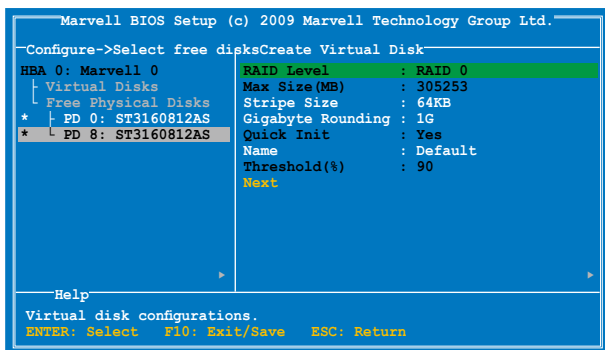 Marvell BIOS Setup (c) 2009 Marvell Technology Group Ltd.
Configure->Select free disksCreate Virtual Disk
HBA 0: Marvell 0
Virtual Disks
Free Physical Disks
* PD 0: ST3160812AS
* PD 8: ST3160812AS
RAID Level : RAID 0
Max Size(MB) : 305253
Stripe Size : 64KB
Gigabyte Rounding : 1G
Quick Init : Yes
Name : Default
Threshold(%) : 90
Next
Help
Virtual disk configurations.
ENTER: Select F10: Exit/Save ESC: Return